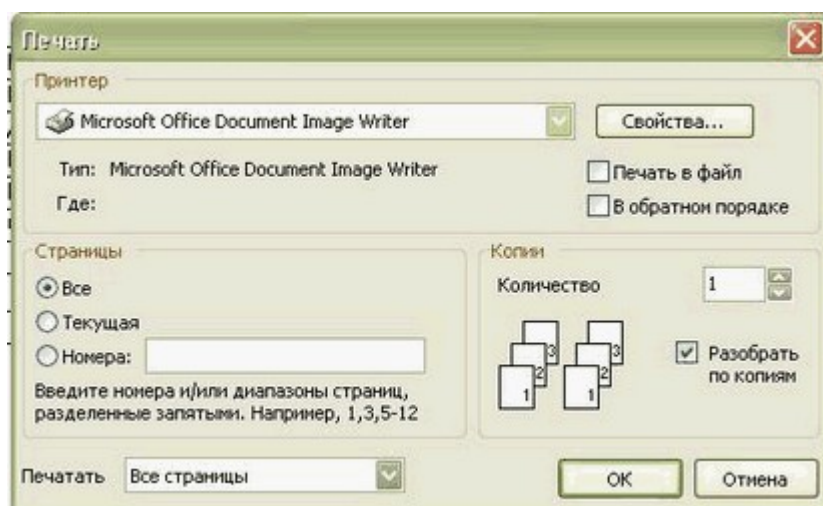 Печать
Принтер
Microsoft Office Document Image Writer
Свойства...
Тип: Microsoft Office Document Image Writer
Печать в файл
Где:
В обратном порядке
Страницы
Копии
Все
Количество
1
Текущая
Номера:
3 3
2 2
1 1
Разобрать
по копиям
Введите номера и/или диапазоны страниц,
разделенные запятыми. Например, 1,3,5-12
Печатать
Все страницы
ОК
Отмена